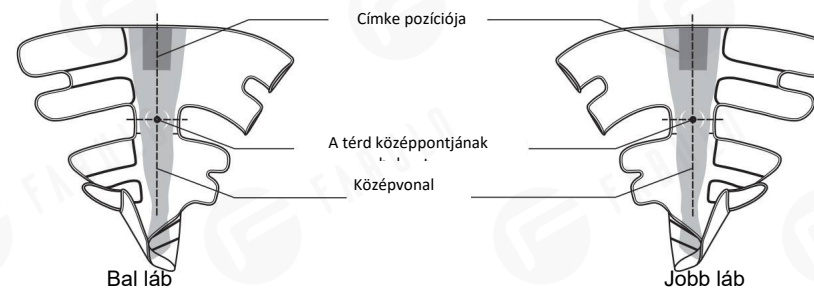 Címke pozíciója
A térd középpontjának
Középvonal
Bal láb
Jobb láb